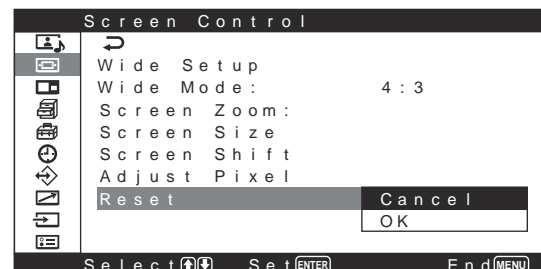 Screen Control
Wide Setup
Wide Mode: 4:3
Screen Zoom:
Screen Size
Screen Shift
Adjust Pixel
Reset Cancel
OK
Select Set ENTER End MENU